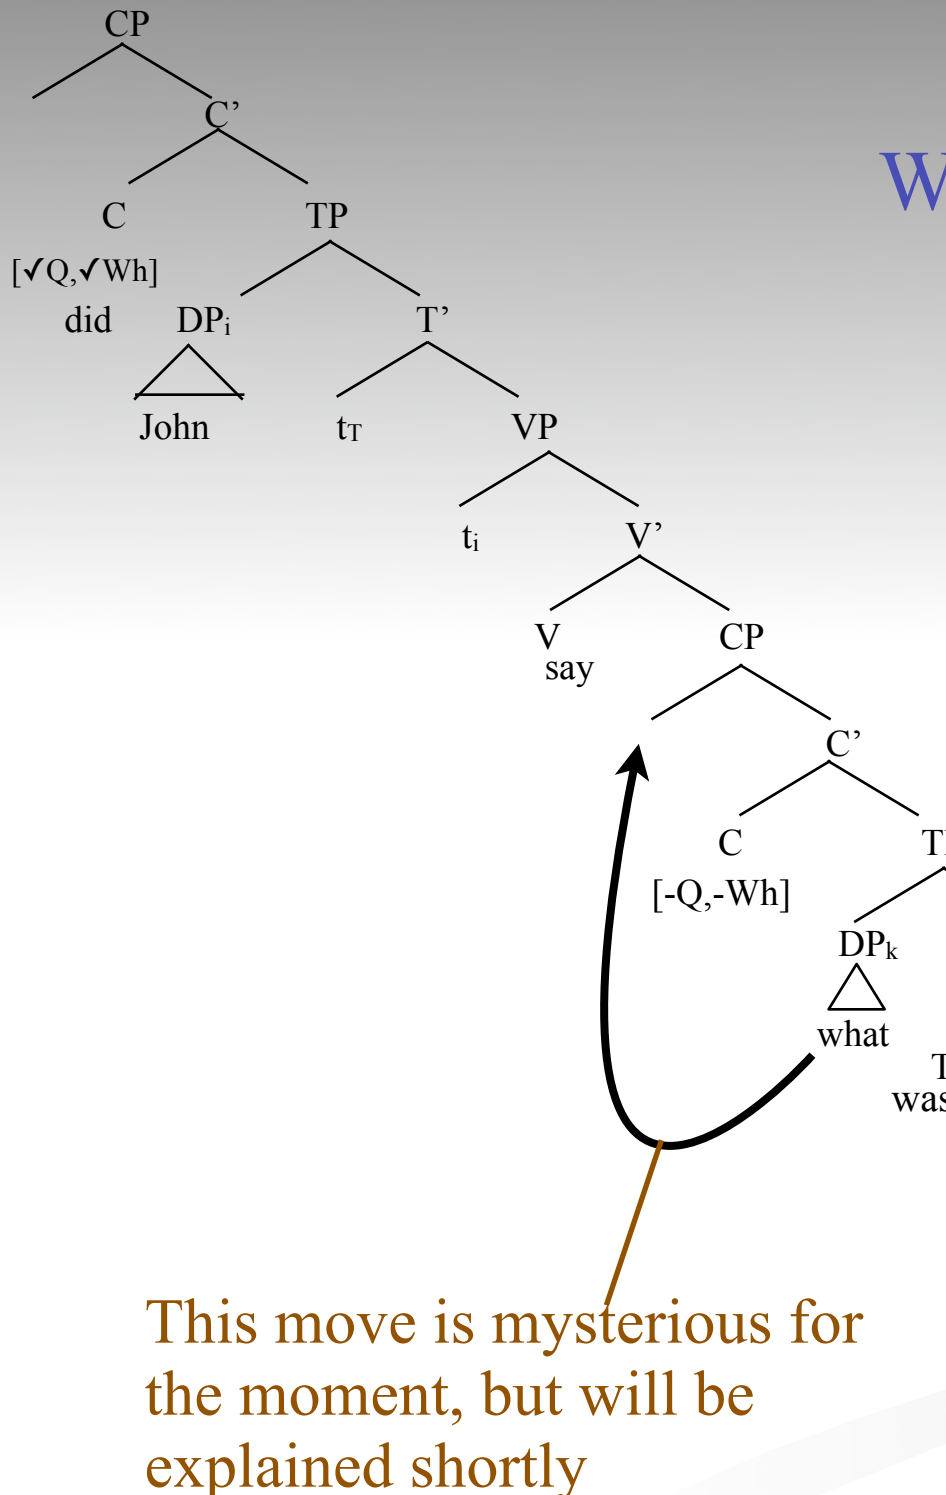 CP
C’
C TP
[✓Q,✓Wh]
did DPi T’
John tT VP
ti V’
V CP
say
C’
C
[-Q,-Wh]
DPk
what
was
This move is mysterious for
the moment, but will be
explained shortly